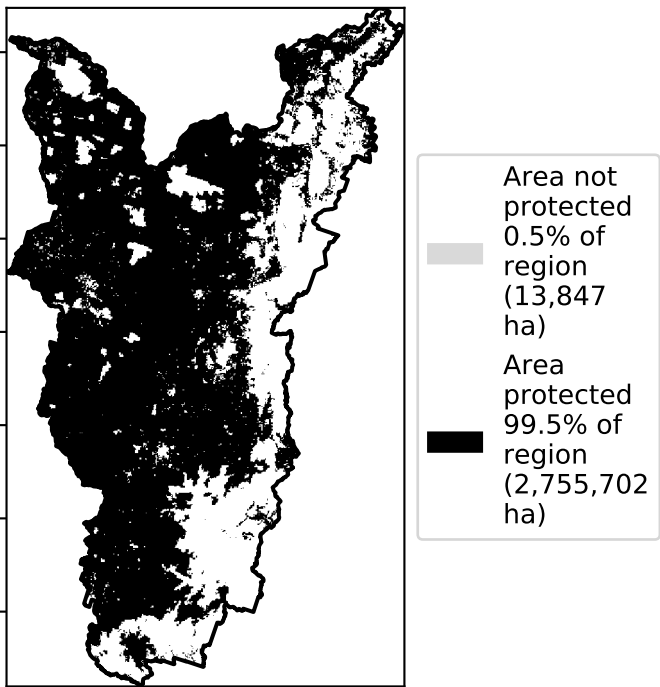 Area not
protected
0.5% of
region
(13,847
ha)
Area
protected
99.5% of
region
(2,755,702
ha)